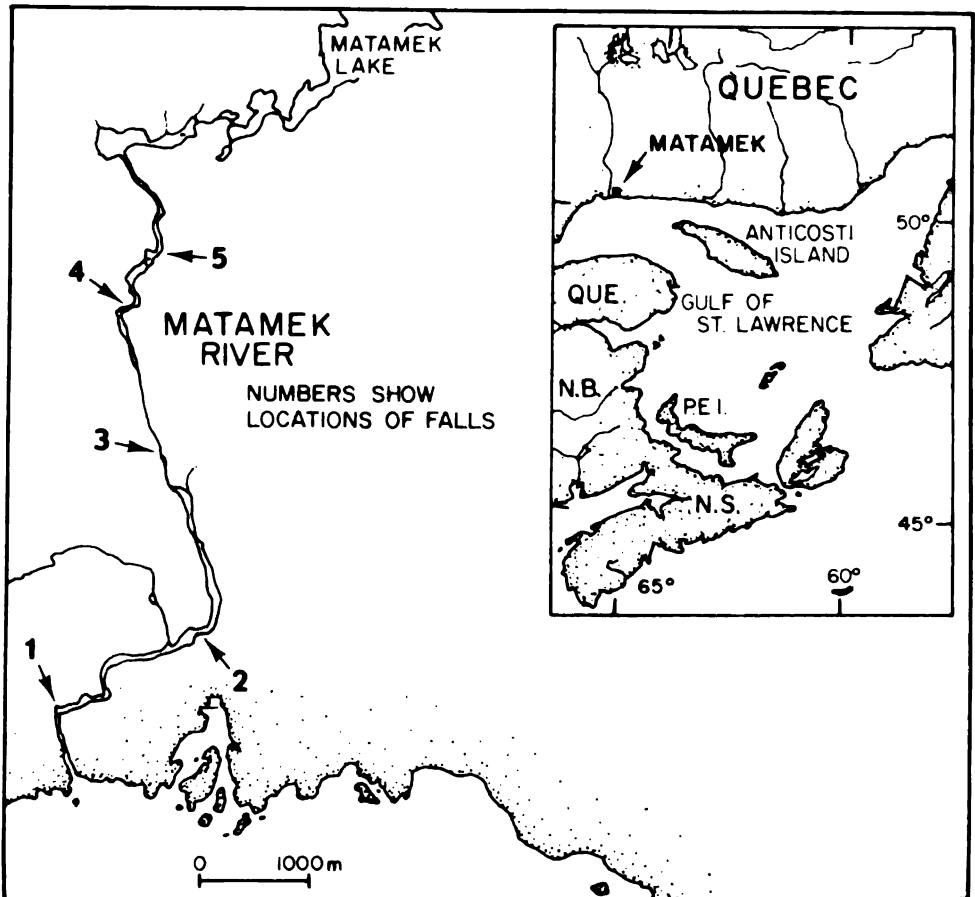 MATAMEK
LAKE
5
4
MATAMEK
RIVER
NUMBERS SHOW
LOCATIONS OF FALLS
3
1
2
0 1000m
QUEBEC
MATAMEK
50°
ANTICOSTI
ISLAND
QUE.
GULF OF
ST. LAWRENCE
N.B.
P.E I.
N.S.
45°
65°
60°